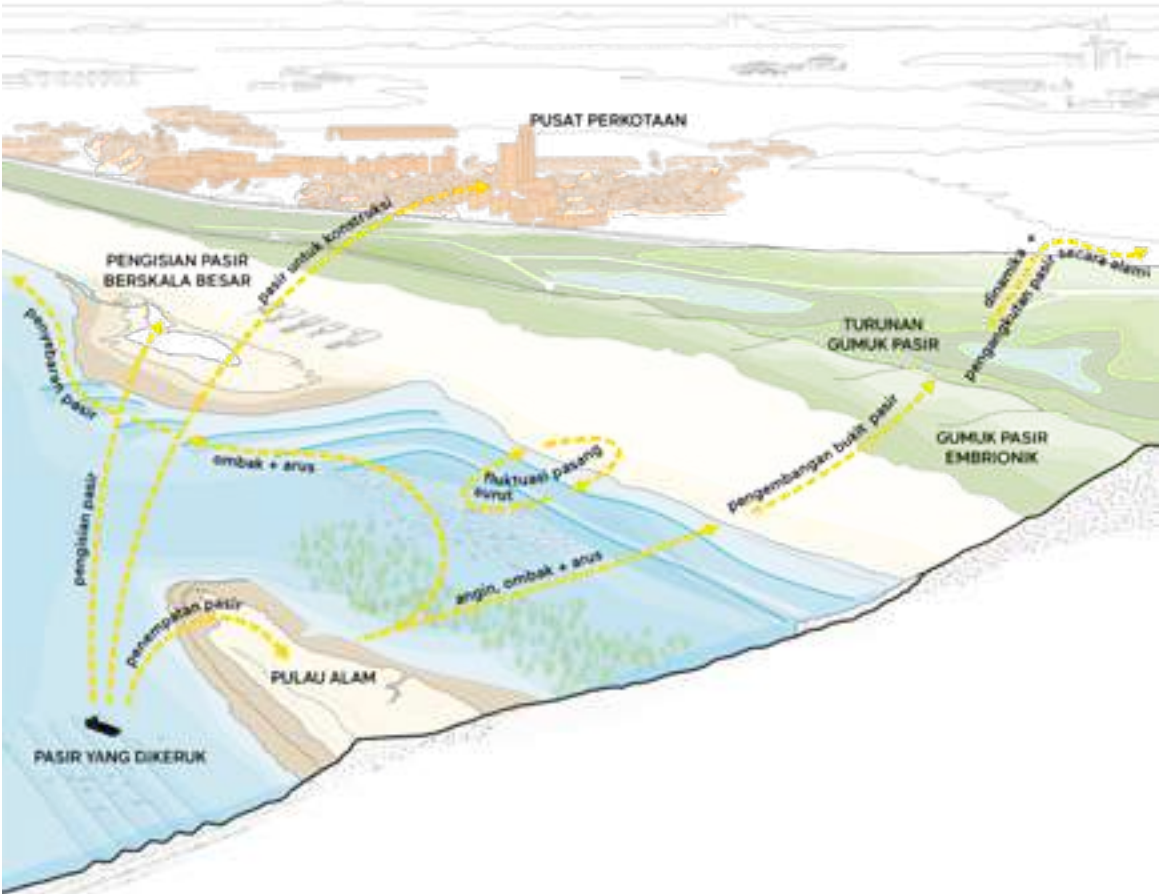 PUSAT PERKOTAAN
PENGISIAN PASIR
BERSKALA BESAR
pasir untuk konstruksi
dinamika +
pengangkutan pasir secara alami
TURUNAN
GUMUK PASIR
GUMUK PASIR
EMBRIONIK
penyebaran pasir
ombak + arus
fluktuasi pasang
surut
pengembangan bukit pasir
pengisian pasir
angin, ombak + arus
penempatan pasir
PULAU ALAM
PASIR YANG DIKERUK